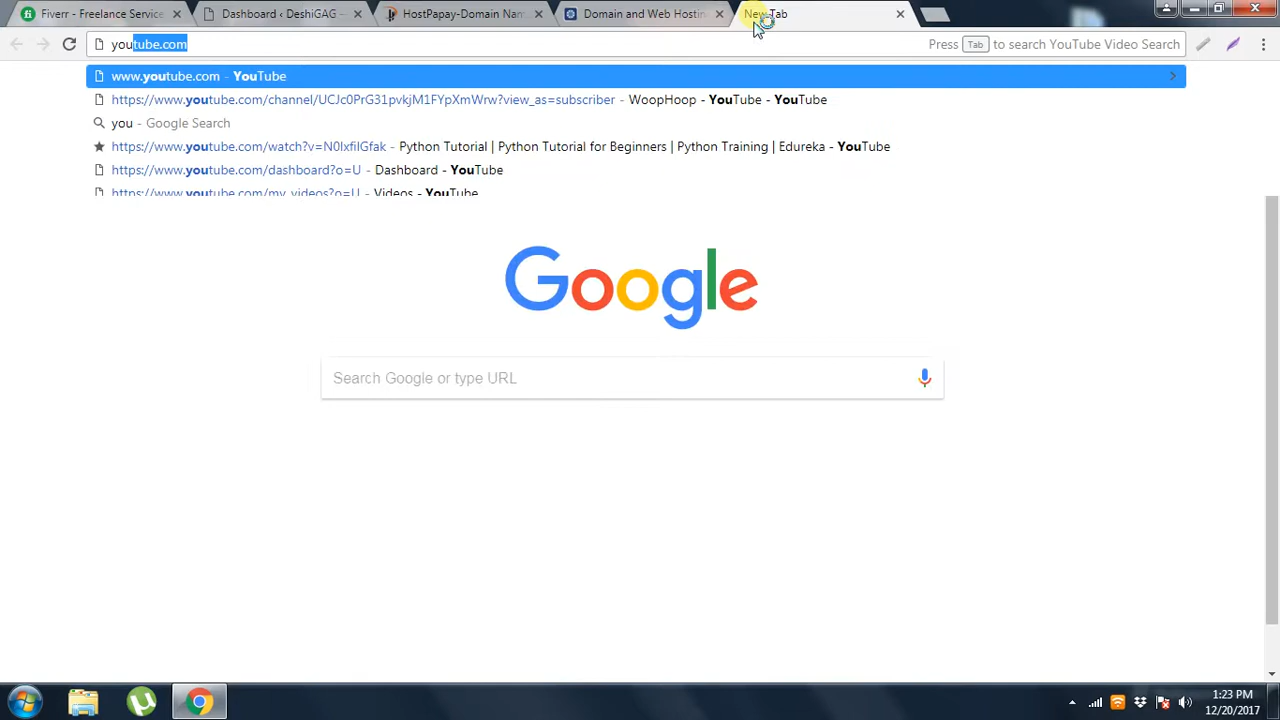 Fiverr - Freelance Service
Dashboard ‹ DeshiGAG —
HostPapay-Domain Nam
Domain and Web Hosting
New Tab
youtube.com
Press Tab to search YouTube Video Search
www.youtube.com - YouTube
https://www.youtube.com/channel/UCJc0PrG31pvkjM1FYpXmWrw?view_as=subscriber - WoopHoop - YouTube - YouTube
you - Google Search
https://www.youtube.com/watch?v=N0lxfilGfak - Python Tutorial | Python Tutorial for Beginners | Python Training | Edureka - YouTube
https://www.youtube.com/dashboard?o=U - Dashboard - YouTube
https://www.youtube.com/my_videos?o=U - Videos - YouTube
Google
Search Google or type URL
1:23 PM
12/20/2017